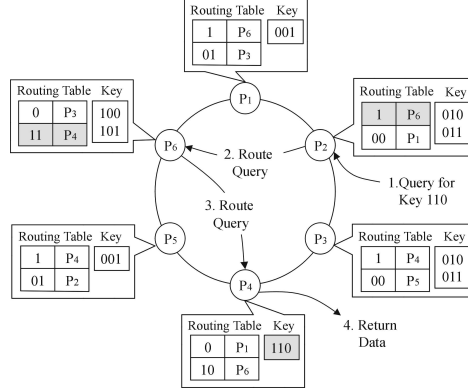 Routing Table Key
1 P6 001
01 P3
P1
Routing Table Key
0 P3 100
11 P4 101
P6
Routing Table Key
1 P6 010
00 P1 011
P2
2. Route
Query
1.Query for
Key 110
3. Route
Query
Routing Table Key
1 P4 001
01 P2
P5
P3
Routing Table Key
1 P4 010
00 P5 011
P4
4. Return
Data
Routing Table Key
0 P1 110
10 P6